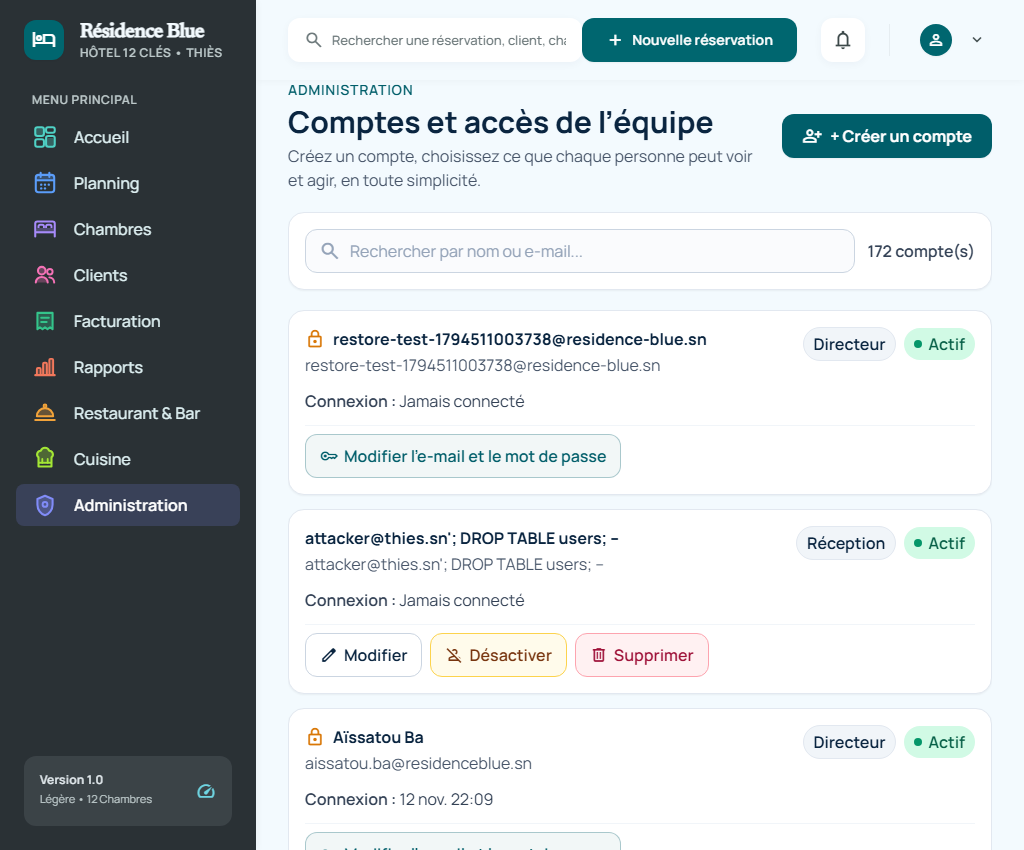 Résidence Blue
HÔTEL 12 CLÉS • THIÈS
MENU PRINCIPAL
Accueil
Planning
Chambres
Clients
Facturation
Rapports
Restaurant & Bar
Cuisine
Administration
Version 1.0
Légère • 12 Chambres
Rechercher une réservation, client, cha
+ Nouvelle réservation
ADMINISTRATION
Comptes et accès de l'équipe
Créez un compte, choisissez ce que chaque personne peut voir
et agir, en toute simplicité.
+ Créer un compte
Rechercher par nom ou e-mail...
172 compte(s)
restore-test-1794511003738@residence-blue.sn
Directeur
Actif
restore-test-1794511003738@residence-blue.sn
Connexion : Jamais connecté
Modifier l'e-mail et le mot de passe
attacker@thies.sn'; DROP TABLE users; –
Réception
Actif
attacker@thies.sn'; DROP TABLE users; –
Connexion : Jamais connecté
Modifier
Désactiver
Supprimer
Aïssatou Ba
Directeur
Actif
aissatou.ba@residenceblue.sn
Connexion : 12 nov. 22:09